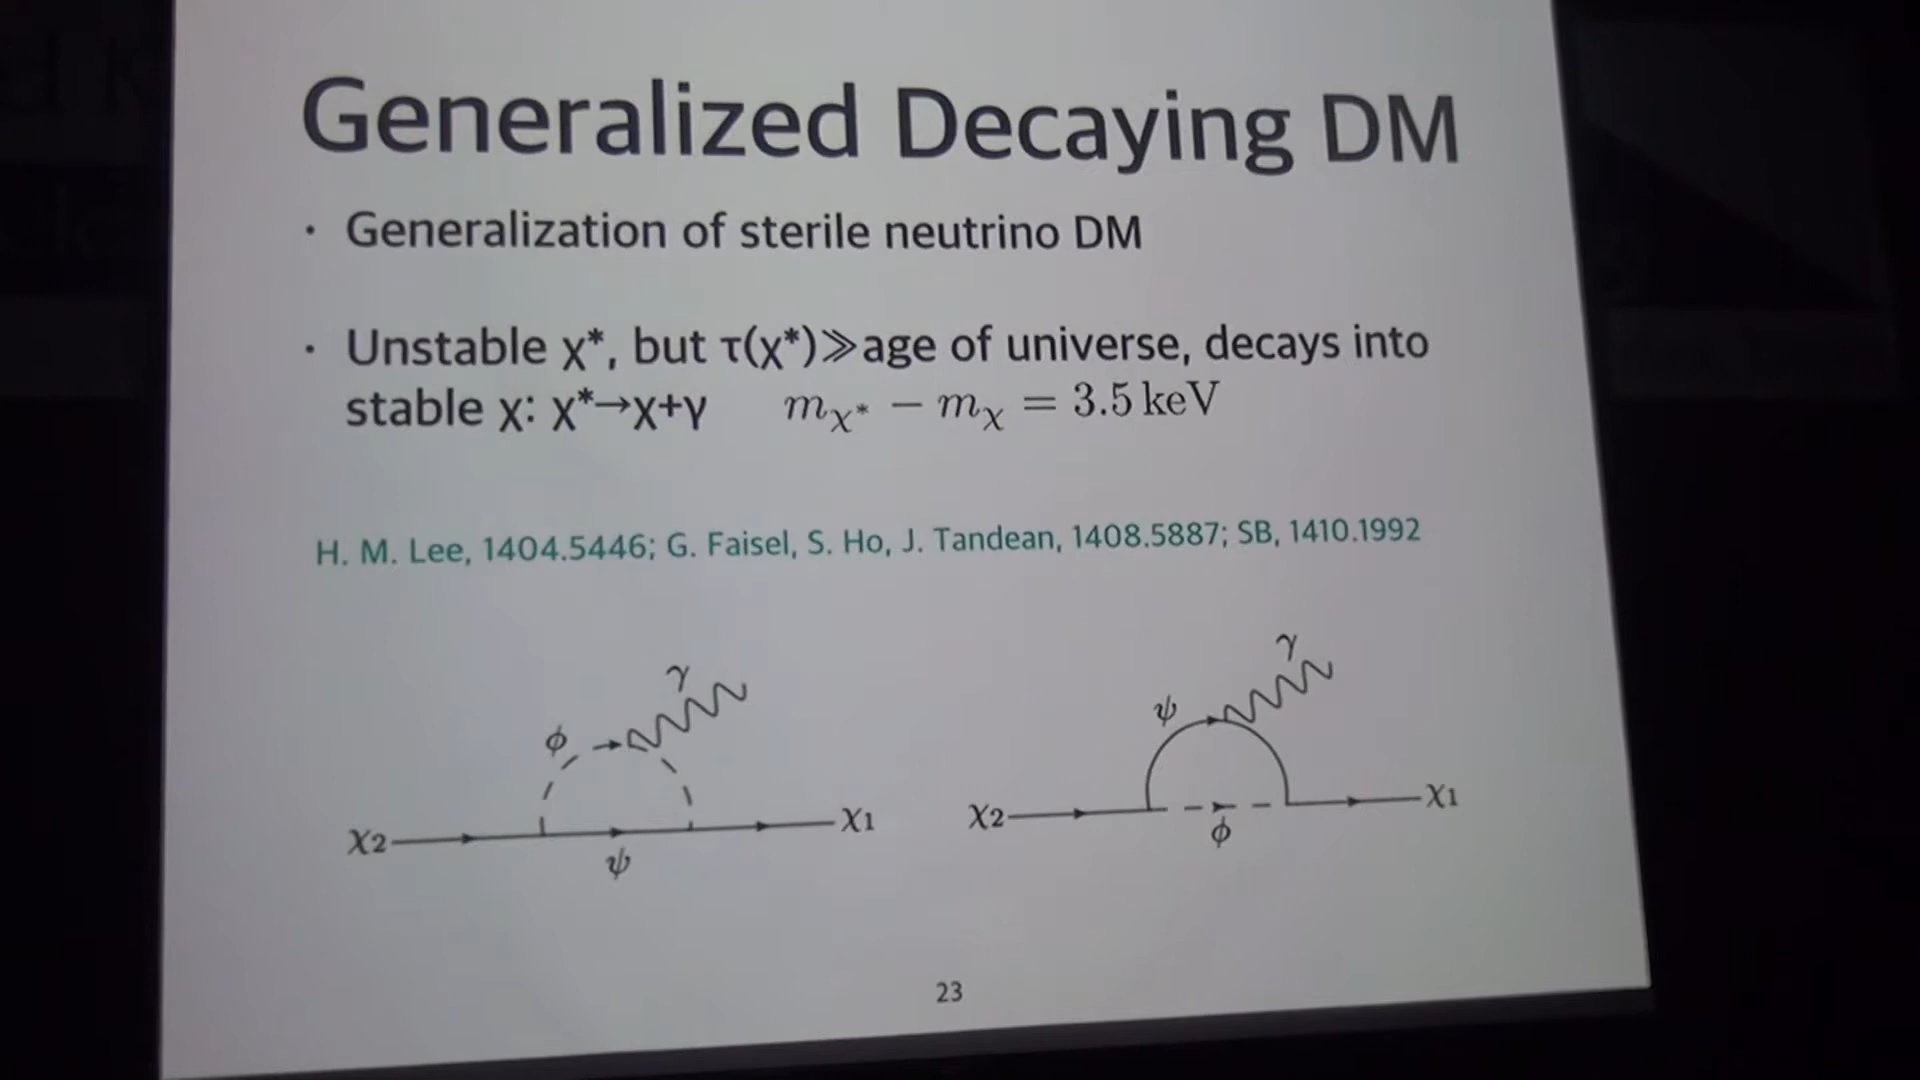 Generalized Decaying DM
· Generalization of sterile neutrino DM
· Unstable χ*, but τ(χ*)≫age of universe, decays into
stable χ: χ*→χ+γ m_χ* − m_χ = 3.5 keV
H. M. Lee, 1404.5446; G. Faisel, S. Ho, J. Tandean, 1408.5887; SB, 1410.1992
γ
ϕ
χ2
χ1
ψ
γ
ψ
χ2
χ1
ϕ
23